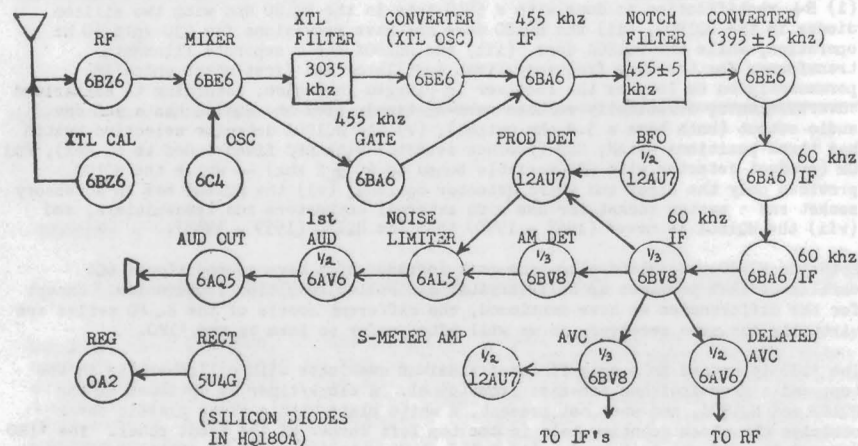 RF
6BZ6
MIXER
6BE6
XTL
FILTER
3035
khz
CONVERTER
(XTL OSC)
6BE6
455 khz
IF
6BA6
NOTCH
FILTER
455±5
khz
CONVERTER
(395-515 khz)
6BE6
XTL CAL
6BZ6
OSC
6C4
455 khz
GATE
6BA6
PROD DET
12AU7
BFO
½
12AU7
60 khz
6BA6
IF
AUD OUT
6AQ5
1st
AUD
½
6AV6
NOISE
LIMITER
6AL5
AM DET
⅓
6BV8
60 khz
IF
⅓
6BV8
60 khz
6BA6
IF
REG
OA2
RECT
5U4G
(SILICON DIODES
IN HQ180A)
S-METER AMP
½
12AU7
AVC
⅓
6BV8
DELAYED
AVC
½
6AV6
TO IF's
TO RF